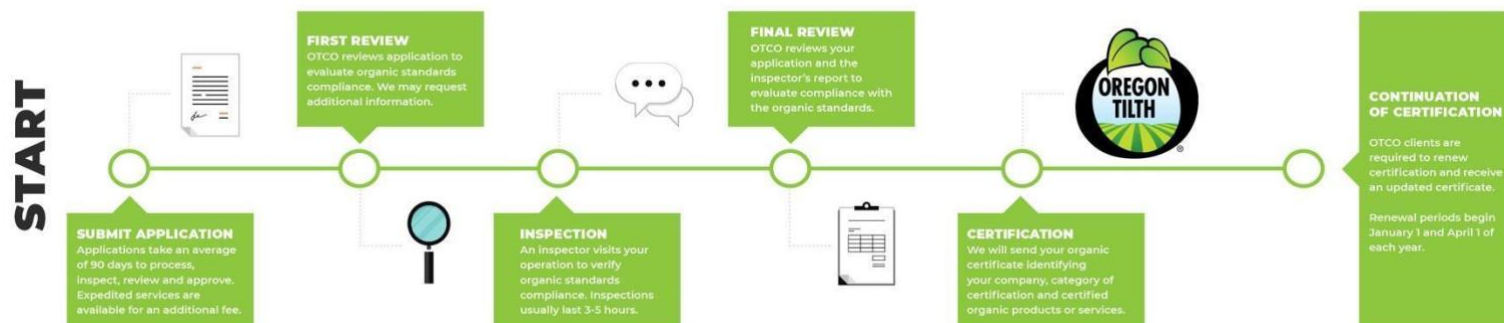 START
SUBMIT APPLICATION
Applications take an average
of 90 days to process,
inspect, review and approve.
Expedited services are
available for an additional fee.
FIRST REVIEW
OTCO reviews application to
evaluate organic standards
compliance. We may request
additional information.
INSPECTION
An inspector visits your
operation to verify
organic standards
compliance. Inspections
usually last 3-5 hours.
FINAL REVIEW
OTCO reviews your
application and the
inspector's report to
evaluate compliance with
the organic standards.
CERTIFICATION
We will send your organic
certificate identifying
your company, category of
certification and certified
organic products or services.
OREGON
TILTH
®
CONTINUATION
OF CERTIFICATION
OTCO clients are
required to renew
certification and receive
an updated certificate.
Renewal periods begin
January 1 and April 1 of
each year.